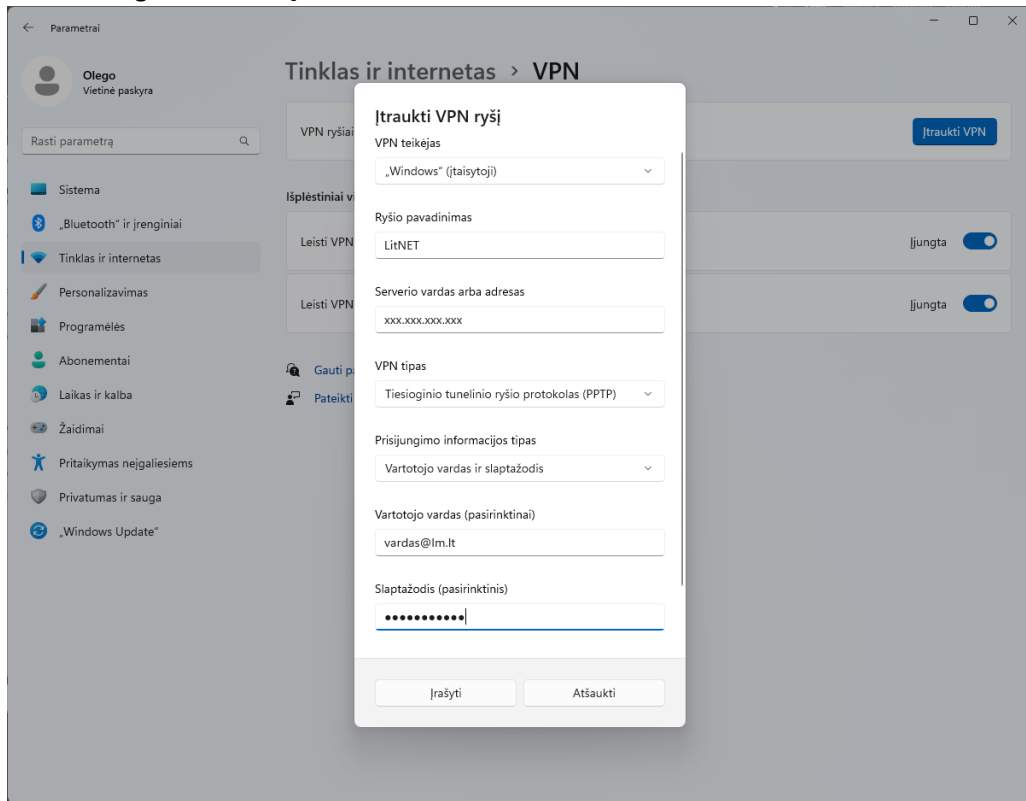 Parametrai
Olego
Vietinė paskyra
Rasti parametrą
Sistema
„Bluetooth“ ir įrenginiai
Tinklas ir internetas
Personalizavimas
Programėlės
Abonementai
Laikas ir kalba
Žaidimai
Pritaikymas neįgaliesiems
Privatumas ir sauga
„Windows Update“
Tinklas ir internetas > VPN
VPN ryšiai
Įtraukti VPN
Išplėstiniai
Leisti VPN
Įjungta
Leisti VPN
Įjungta
Gauti
Pateikti
Įtraukti VPN ryšį
VPN teikėjas
„Windows“ (įtaisytoji)
Ryšio pavadinimas
LitNET
Serverio vardas arba adresas
xxx.xxx.xxx.xxx
VPN tipas
Tiesioginio tunelinio ryšio protokolas (PPTP)
Prisijungimo informacijos tipas
Vartotojo vardas ir slaptažodis
Vartotojo vardas (pasirinktinai)
vardas@lm.lt
Slaptažodis (pasirinktinis)
●●●●●●●●●●●
Įrašyti
Atšaukti